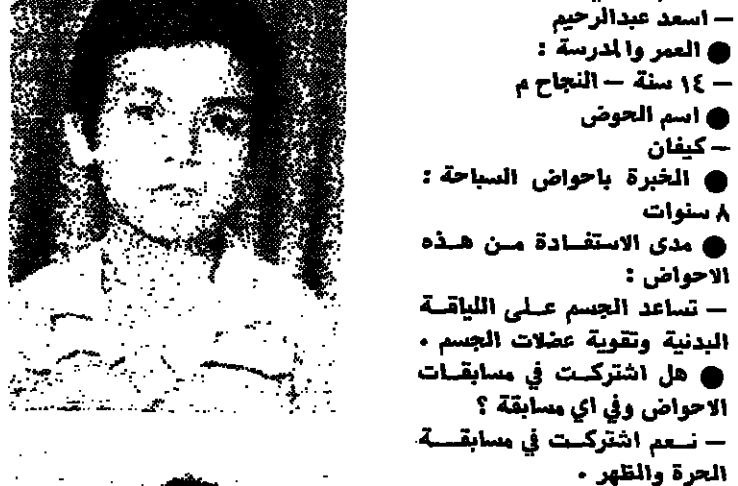 — اسعد عبدالرحيم
● العمر والمدرسة :
— ١٤ سنة — النجاح م
● اسم الحوض
— كيفان
● الخبرة باحواض السباحة :
٨ سنوات
● مدى الاستفادة من هذه
الاحواض :
— تساعد الجسم على اللياقة
البدنية وتقوية عضلات الجسم .
● هل اشتركت في مسابقات
الاحواض وفي اي مسابقة ؟
— نعم اشتركت في مسابقة
الحرة والظهر .